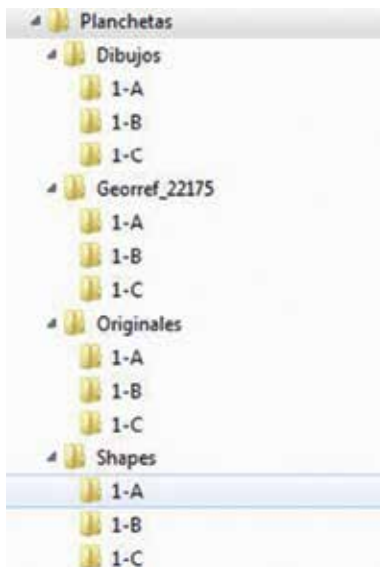 Planchetas
Dibujos
1-A
1-B
1-C
Georref_22175
1-A
1-B
1-C
Originales
1-A
1-B
1-C
Shapes
1-A
1-B
1-C